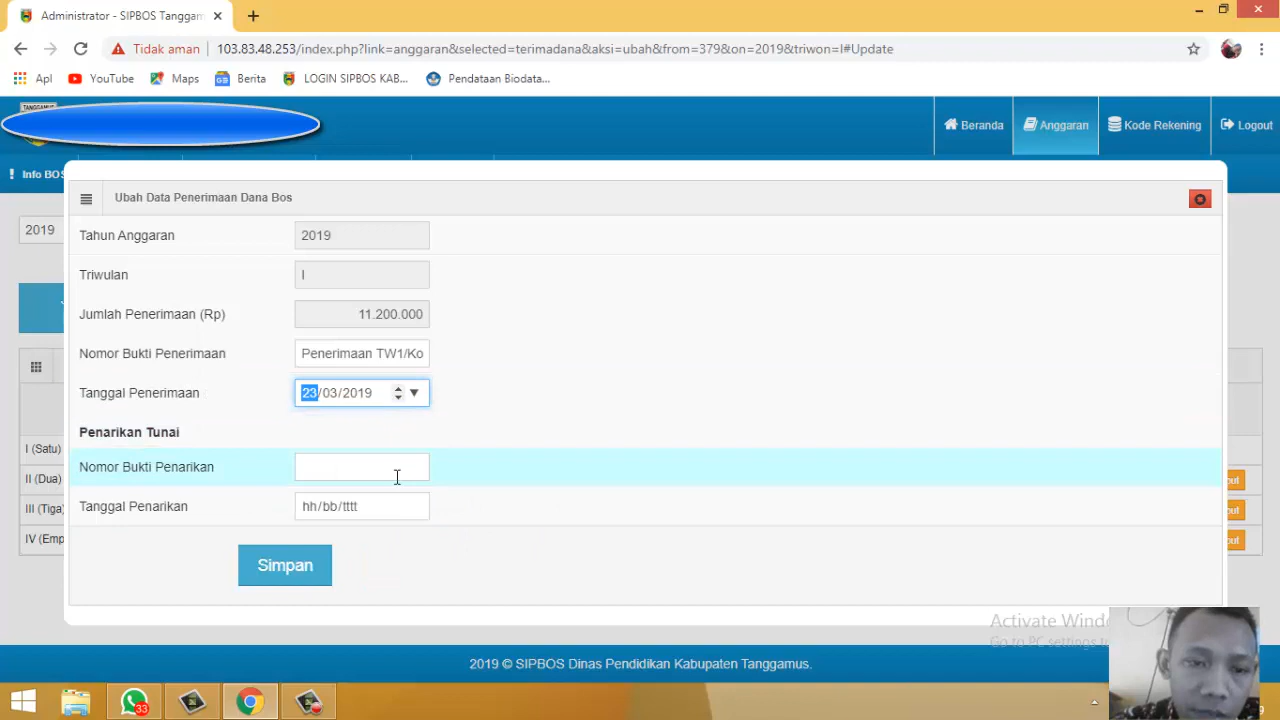 Administrator - SIPBOS Tanggam
Tidak aman 103.83.48.253/index.php?link=anggaran&selected=terimadana&aksi=ubah&from=379&on=2019&triwon=I#Update
Apl YouTube Maps Berita LOGIN SIPBOS KAB... Pendataan Biodata...
TANGGAMUS
Beranda Anggaran Kode Rekening Logout
Info BOS
Ubah Data Penerimaan Dana Bos
2019
Tahun Anggaran 2019
Triwulan I
Jumlah Penerimaan (Rp) 11.200.000
Nomor Bukti Penerimaan Penerimaan TW1/Ko
Tanggal Penerimaan 23/03/2019
Penarikan Tunai
I (Satu)
Nomor Bukti Penarikan
II (Dua)
Tanggal Penarikan hh/bb/tttt
III (Tiga)
IV (Emp
Simpan
Activate Wind
Go to PC settings to
2019 © SIPBOS Dinas Pendidikan Kabupaten Tanggamus.
33